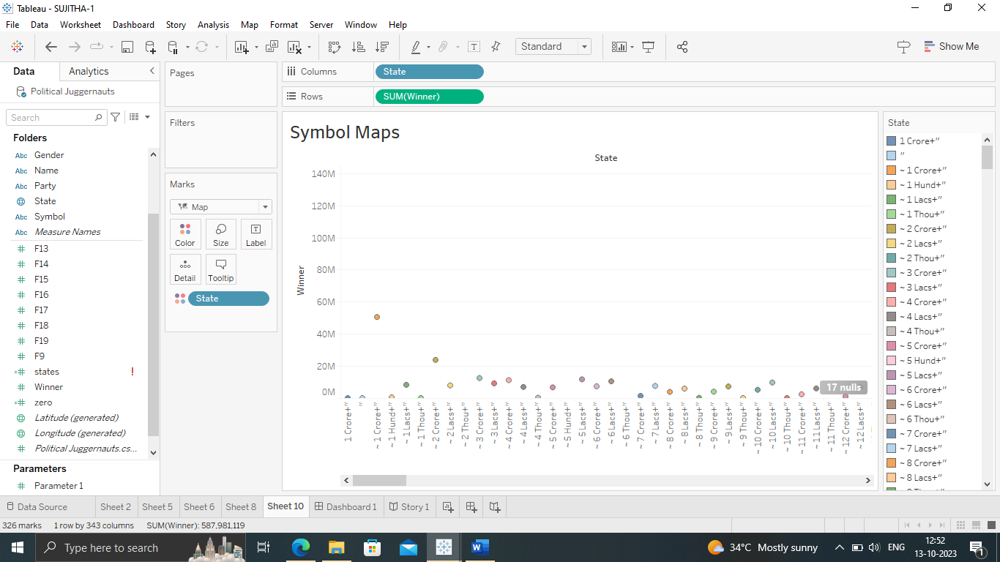 Tableau - SUJITHA-1
File Data Worksheet Dashboard Story Analysis Map Format Server Window Help
Standard
Show Me
Data Analytics
Political Juggernauts
Search
Folders
Abc Gender
Abc Name
Abc Party
State
Abc Symbol
Abc Measure Names
F13
F14
F15
F16
F17
F18
F19
F9
states !
Winner
zero
Latitude (generated)
Longitude (generated)
Political Juggernauts.cs...
Parameters
Parameter 1
Pages
Filters
Marks
Map
Color Size Label
Detail Tooltip
State
Columns State
Rows SUM(Winner)
Symbol Maps
State
Winner
140M
120M
100M
80M
60M
40M
20M
0M
17 nulls
1 Crore+”
”
~ 1 Crore+”
~ 1 Hund+”
~ 1 Lacs+”
~ 1 Thou+”
~ 2 Crore+”
~ 2 Lacs+”
~ 2 Thou+”
~ 3 Crore+”
~ 3 Lacs+”
~ 4 Crore+”
~ 4 Lacs+”
~ 4 Thou+”
~ 5 Crore+”
~ 5 Hund+”
~ 5 Lacs+”
~ 6 Crore+”
~ 6 Lacs+”
~ 6 Thou+”
~ 7 Crore+”
~ 7 Lacs+”
~ 8 Crore+”
~ 8 Lacs+”
~ 8 Thou+”
~ 9 Crore+”
~ 9 Lacs+”
~ 9 Thou+”
~ 10 Crore+”
~ 10 Lacs+”
~ 10 Thou+”
~ 11 Crore+”
~ 11 Lacs+”
~ 11 Thou+”
~ 12 Crore+”
~ 12 Lacs+”
State
1 Crore+”
”
~ 1 Crore+”
~ 1 Hund+”
~ 1 Lacs+”
~ 1 Thou+”
~ 2 Crore+”
~ 2 Lacs+”
~ 2 Thou+”
~ 3 Crore+”
~ 3 Lacs+”
~ 4 Crore+”
~ 4 Lacs+”
~ 4 Thou+”
~ 5 Crore+”
~ 5 Hund+”
~ 5 Lacs+”
~ 6 Crore+”
~ 6 Lacs+”
~ 6 Thou+”
~ 7 Crore+”
~ 7 Lacs+”
~ 8 Crore+”
~ 8 Lacs+”
Data Source Sheet 2 Sheet 5 Sheet 6 Sheet 8 Sheet 10 Dashboard 1 Story 1
326 marks 1 row by 343 columns SUM(Winner): 587,981,119
Type here to search
34°C Mostly sunny
ENG
12:52
13-10-2023
1